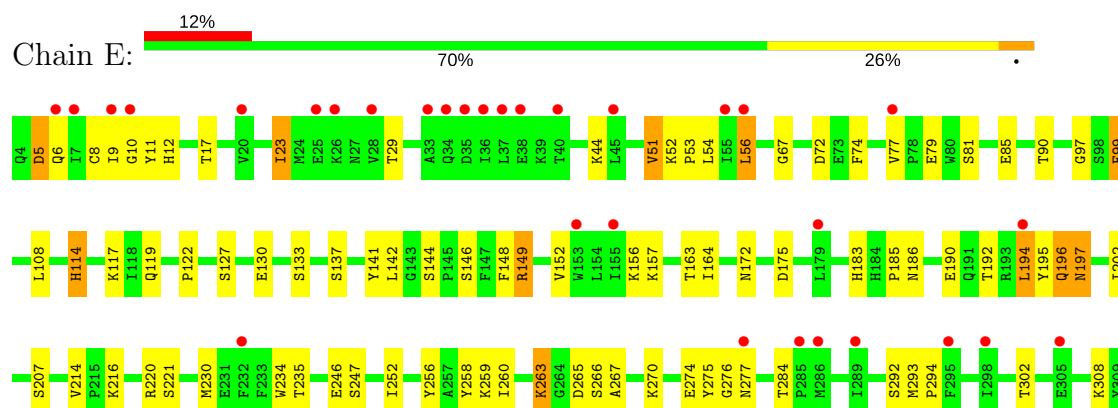 12%
Chain E:
70% 26%
Q4 D5 Q6 I7 C8 I9 G10 Y11 H12 T17 V20 I23 M24 E25 K26 N27 V28 T29 A33 Q34 D35 I36 L37 E38 K39 T40 K44 L45 V51 K52 P53 L54 I55 L56 G67 D72 E73 F74 V77 P78 E79 W80 S81 E85 T90 G97 S98
L108 H114 K117 I118 Q119 P122 S127 E130 S133 S137 Y141 L142 G143 S144 P145 S146 F147 F148 R149 V152 W153 L154 I155 K156 K157 T163 I164 N172 D175 L179 H183 H184 P185 N186 E190 Q191 T192 R193 L194 Y195 Q196 N197
S207 V214 P215 K216 R220 S221 M230 E231 F232 F233 W234 T235 E246 S247 I252 Y256 A257 Y258 K259 I260 K263 G264 D265 S266 A267 K270 E274 Y275 G276 N277 T284 P285 M286 I289 S292 M293 P294 F295 I298 T302 E305 K308